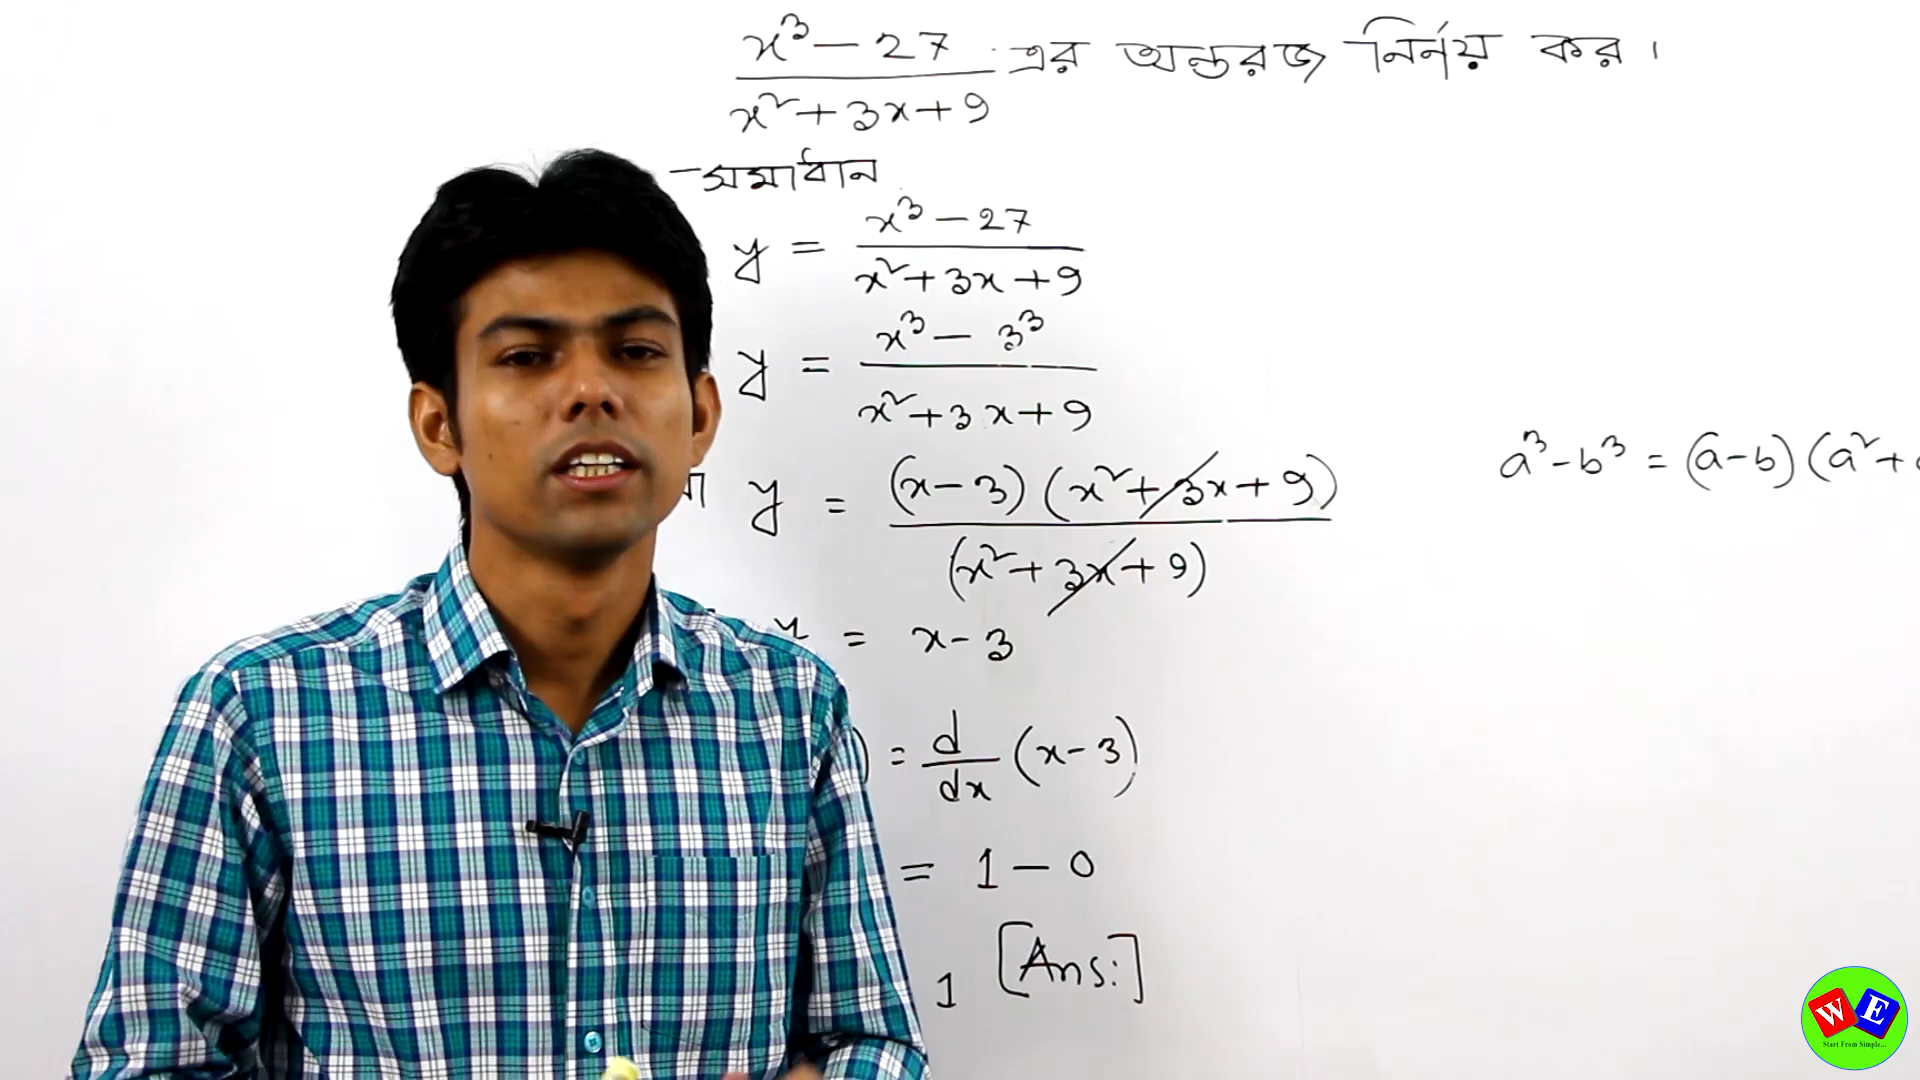 x³ - 27
x² + 3x + 9 এর অন্তরজ নির্ণয় কর।
সমাধান
y = x³ - 27
x² + 3x + 9
y = x³ - 3³
x² + 3x + 9
y = (x - 3) (x² + 3x + 9)
(x² + 3x + 9)
a³ - b³ = (a - b) (a² +
y = x - 3
) = d/dx (x - 3)
= 1 - 0
1 [Ans:]
W E
Start From Simple...